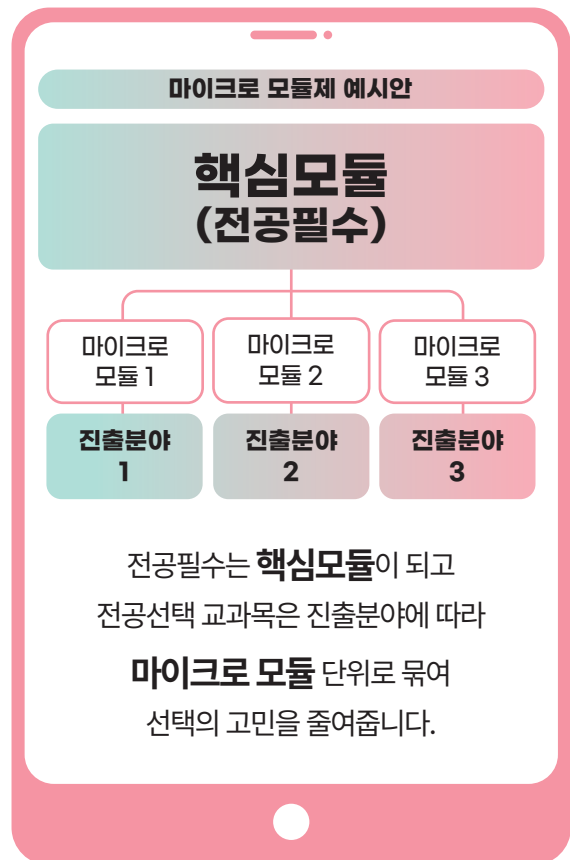 마이크로 모듈제 예시안
핵심모듈
(전공필수)
마이크로
모듈 1
마이크로
모듈 2
마이크로
모듈 3
진출분야
1
진출분야
2
진출분야
3
전공필수는 핵심모듈이 되고
전공선택 교과목은 진출분야에 따라
마이크로 모듈 단위로 묶여
선택의 고민을 줄여줍니다.